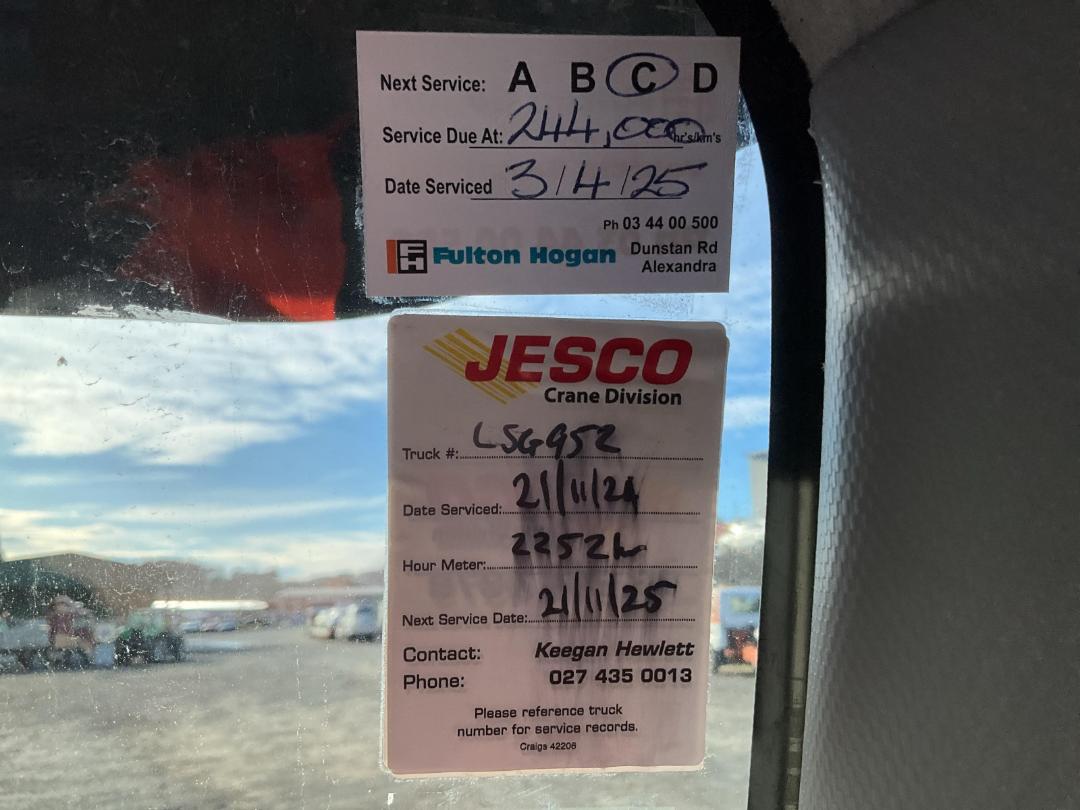 Next Service: A B C D
Service Due At: 244,000 hr's/km's
Date Serviced 3/4/25
Ph 03 44 00 500
FH Fulton Hogan Dunstan Rd
Alexandra
JESCO
Crane Division
Truck #: LSG952
Date Serviced: 21/11/24
Hour Meter: 2252hr
Next Service Date: 21/11/25
Contact: Keegan Hewlett
Phone: 027 435 0013
Please reference truck
number for service records.
Craigs 42206